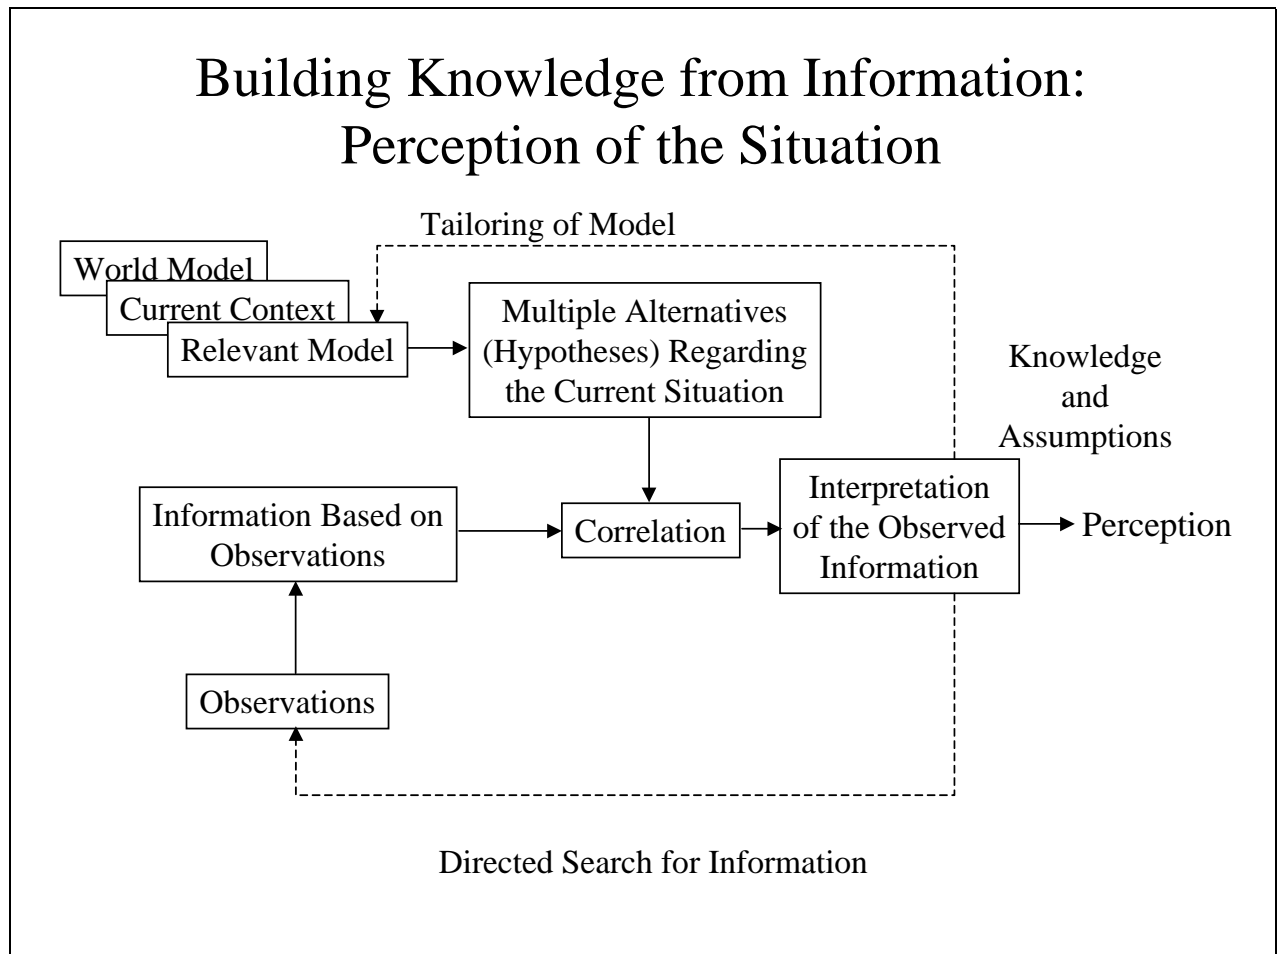 Building Knowledge from Information:
Perception of the Situation
Tailoring of Model
World Model
Current Context
Relevant Model
Multiple Alternatives
(Hypotheses) Regarding
the Current Situation
Knowledge
and
Assumptions
Information Based on
Observations
Correlation
Interpretation
of the Observed
Information
Perception
Observations
Directed Search for Information